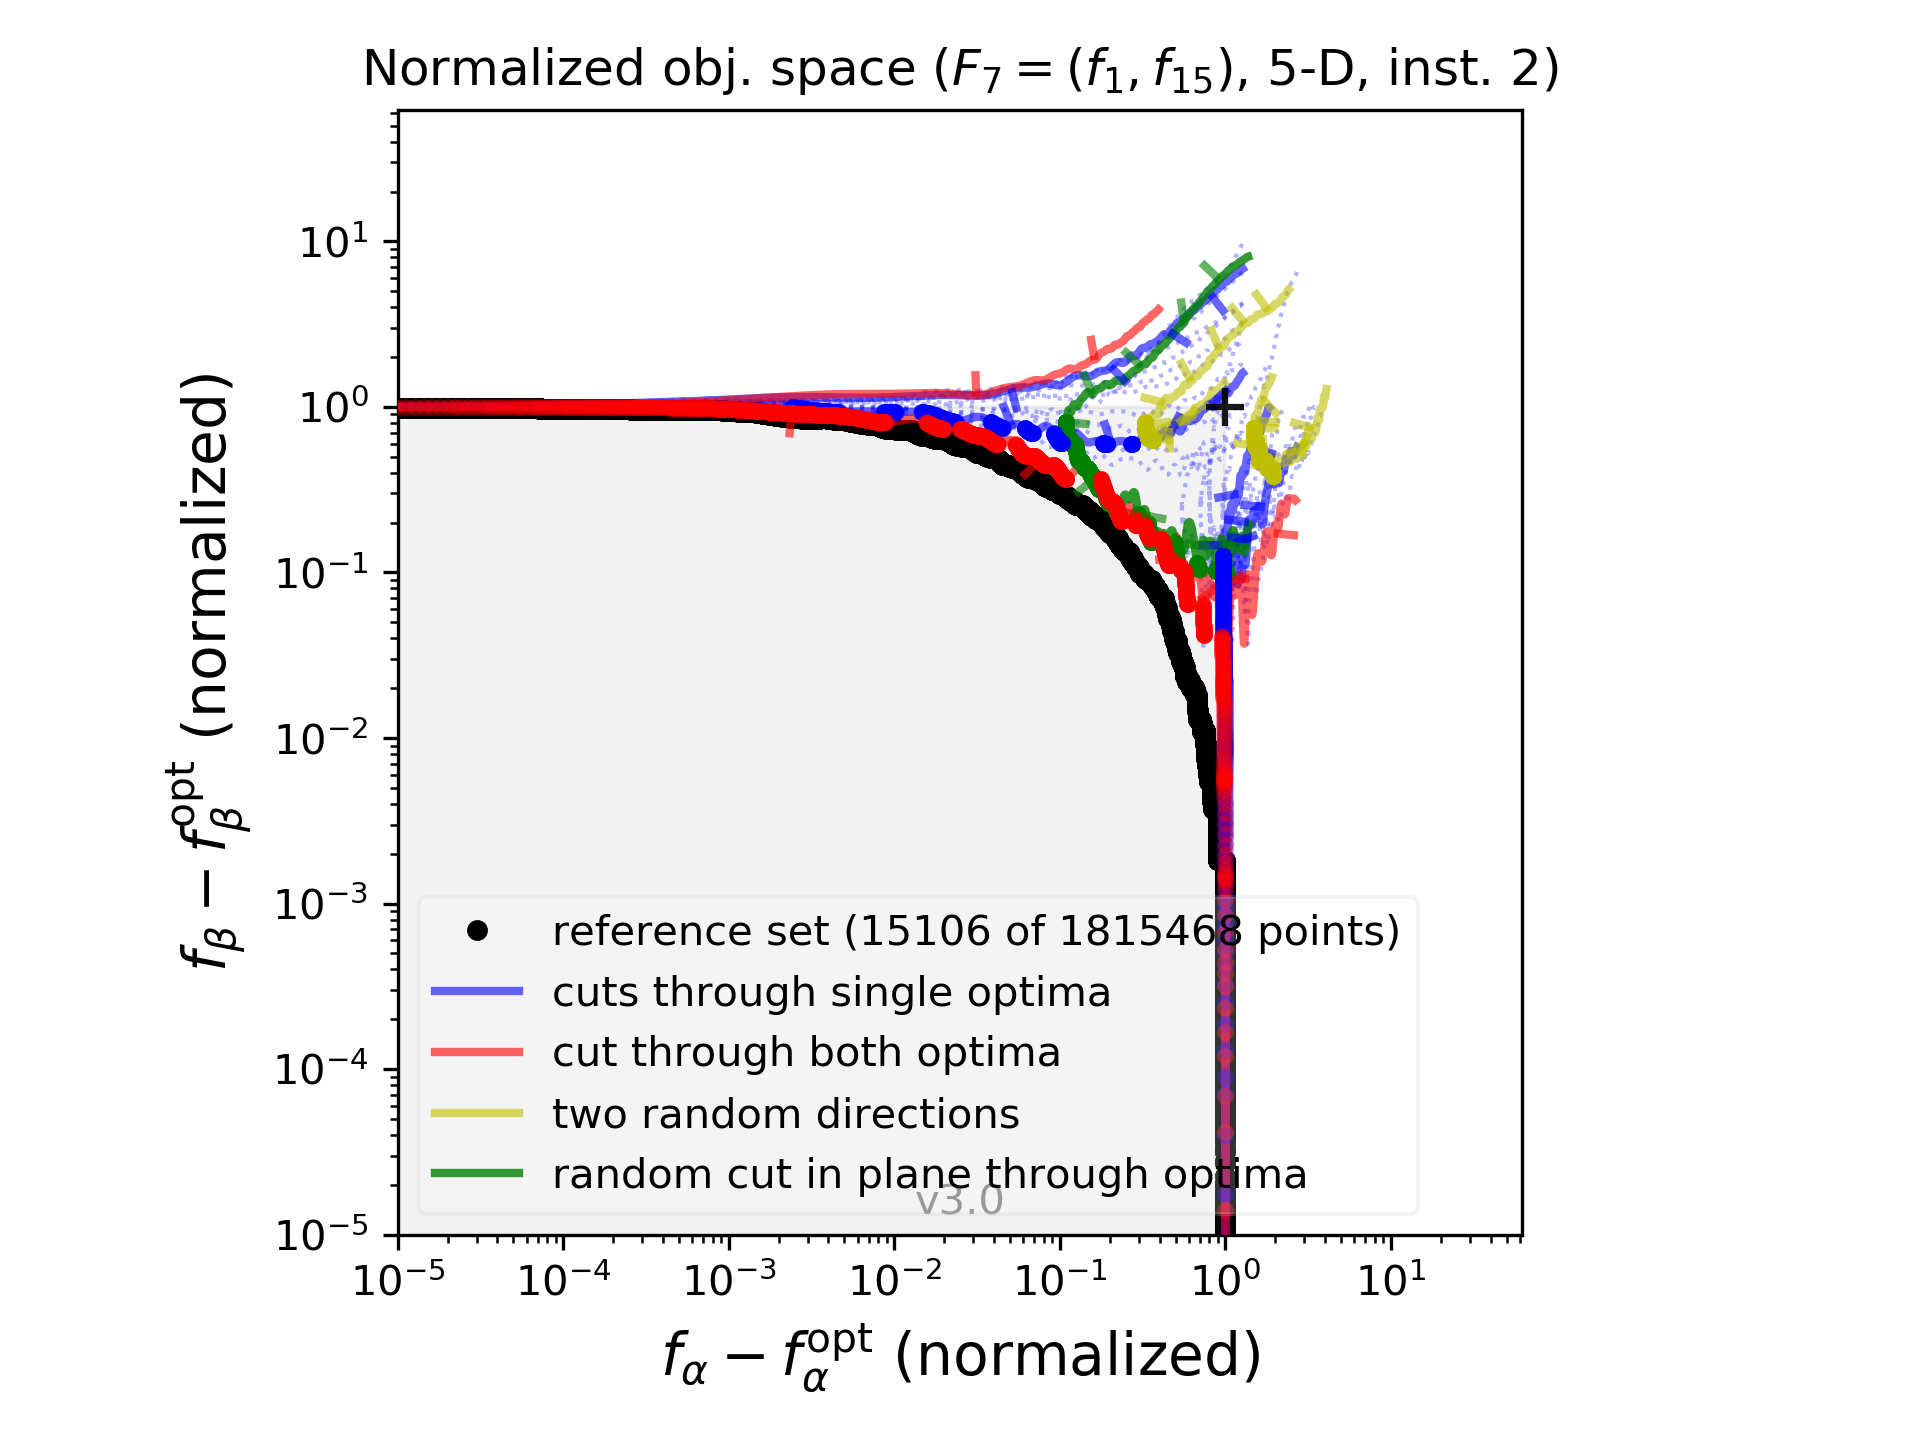 Normalized obj. space (F₇ = (f₁, f₁₅), 5-D, inst. 2)
f_β − f_β^opt (normalized)
10¹
10⁰
10⁻¹
10⁻²
10⁻³
10⁻⁴
10⁻⁵
reference set (15106 of 1815468 points)
cuts through single optima
cut through both optima
two random directions
random cut in plane through optima
v3.0
10⁻⁵ 10⁻⁴ 10⁻³ 10⁻² 10⁻¹ 10⁰ 10¹
f_α − f_α^opt (normalized)